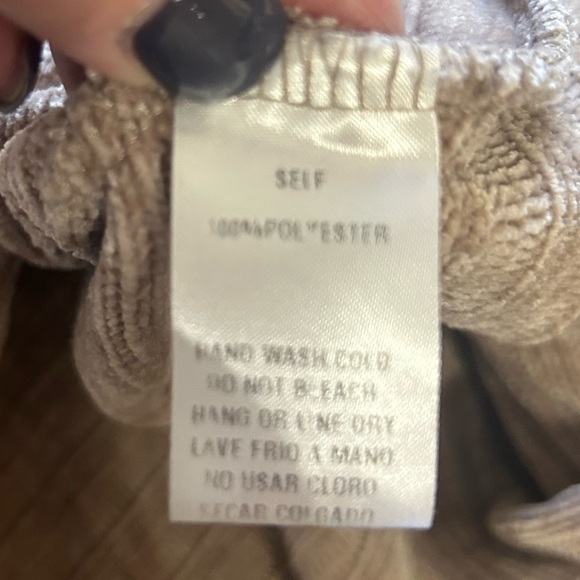 SELF
100%POLYESTER
HAND WASH COLD
DO NOT BLEACH
HANG OR LINE DRY
LAVE FRIO A MANO
NO USAR CLORO
SECAR COLGADO